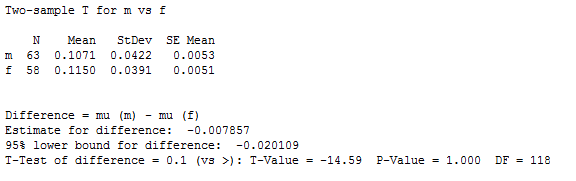 Two-sample T for m vs f
N Mean StDev SE Mean
m 63 0.1071 0.0422 0.0053
f 58 0.1150 0.0391 0.0051
Difference = mu (m) - mu (f)
Estimate for difference: -0.007857
95% lower bound for difference: -0.020109
T-Test of difference = 0.1 (vs >): T-Value = -14.59 P-Value = 1.000 DF = 118